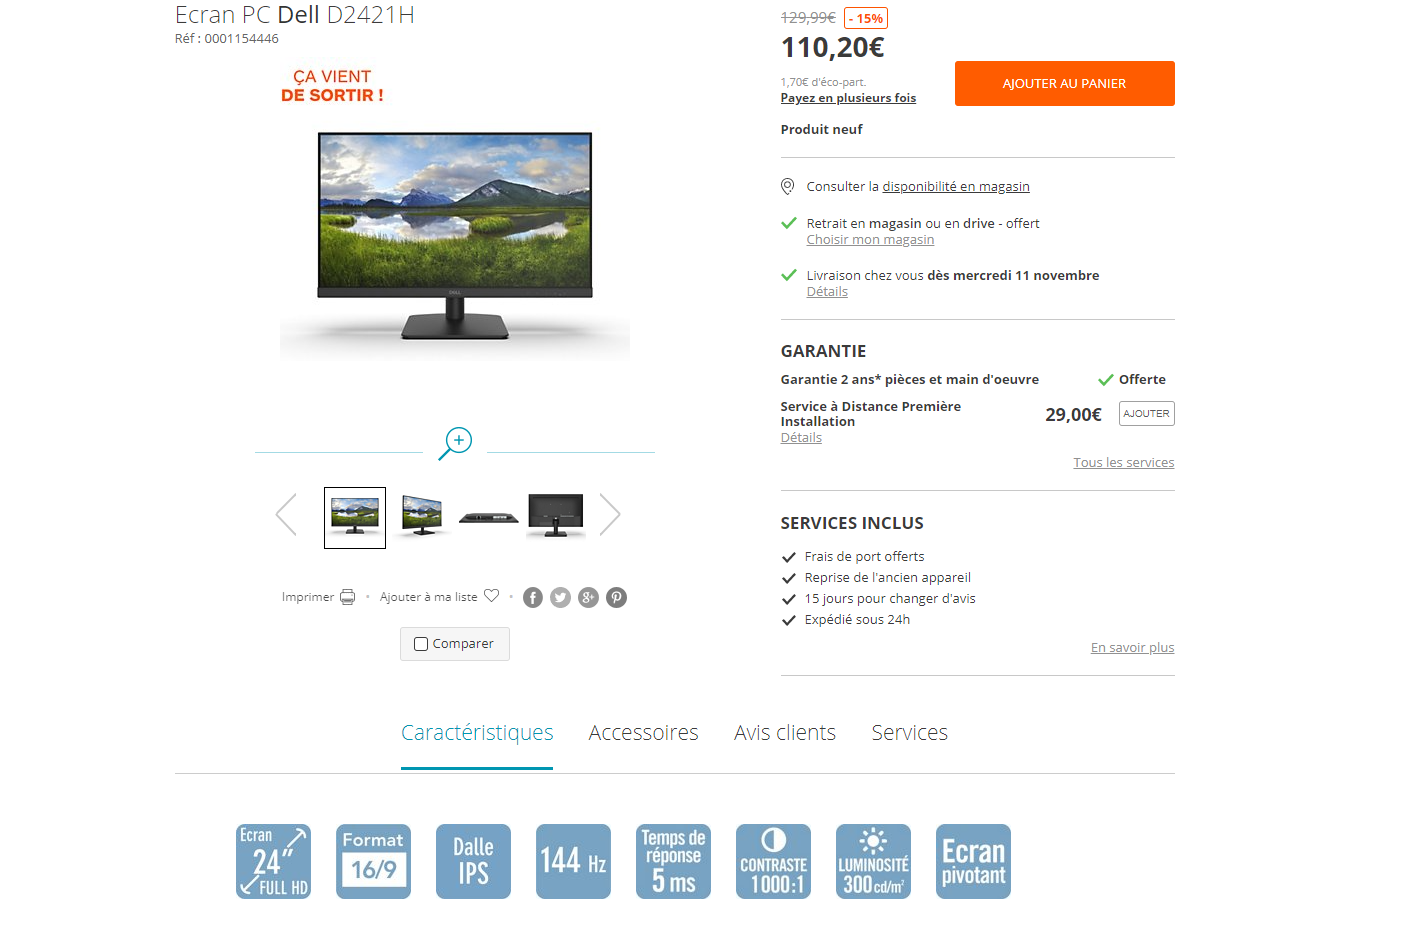 Ecran PC Dell D2421H
Réf : 0001154446
ÇA VIENT
DE SORTIR !
DELL
Imprimer
Ajouter à ma liste
Comparer
129,99€ - 15%
110,20€
1,70€ d'éco-part.
Payez en plusieurs fois
AJOUTER AU PANIER
Produit neuf
Consulter la disponibilité en magasin
Retrait en magasin ou en drive - offert
Choisir mon magasin
Livraison chez vous dès mercredi 11 novembre
Détails
GARANTIE
Garantie 2 ans* pièces et main d'oeuvre Offerte
Service à Distance Première
Installation
29,00€ AJOUTER
Détails
Tous les services
SERVICES INCLUS
Frais de port offerts
Reprise de l'ancien appareil
15 jours pour changer d'avis
Expédié sous 24h
En savoir plus
Caractéristiques Accessoires Avis clients Services
Ecran
24"
FULL HD
Format
16/9
Dalle
IPS
144 Hz
Temps de
réponse
5 ms
CONTRASTE
1000:1
LUMINOSITÉ
300 cd/m²
Ecran
pivotant